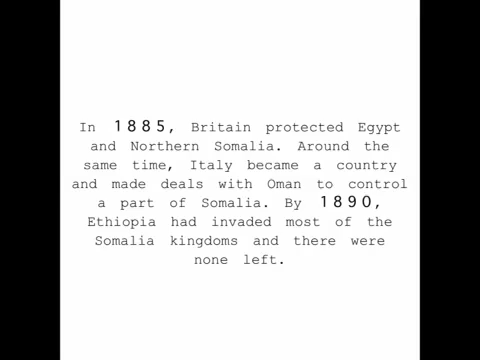 In 1885, Britain protected Egypt
and Northern Somalia. Around the
same time, Italy became a country
and made deals with Oman to control
a part of Somalia. By 1890,
Ethiopia had invaded most of the
Somalia kingdoms and there were
none left.